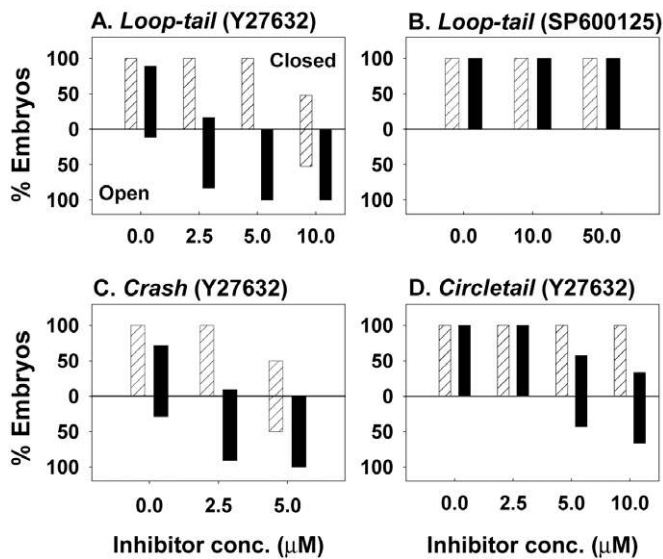 A. Loop-tail (Y27632)
% Embryos
100
50
0
50
100
Closed
Open
0.0 2.5 5.0 10.0
B. Loop-tail (SP600125)
100
50
0
50
100
0.0 10.0 50.0
C. Crash (Y27632)
% Embryos
100
50
0
50
100
0.0 2.5 5.0
Inhibitor conc. (μM)
D. Circletail (Y27632)
100
50
0
50
100
0.0 2.5 5.0 10.0
Inhibitor conc. (μM)